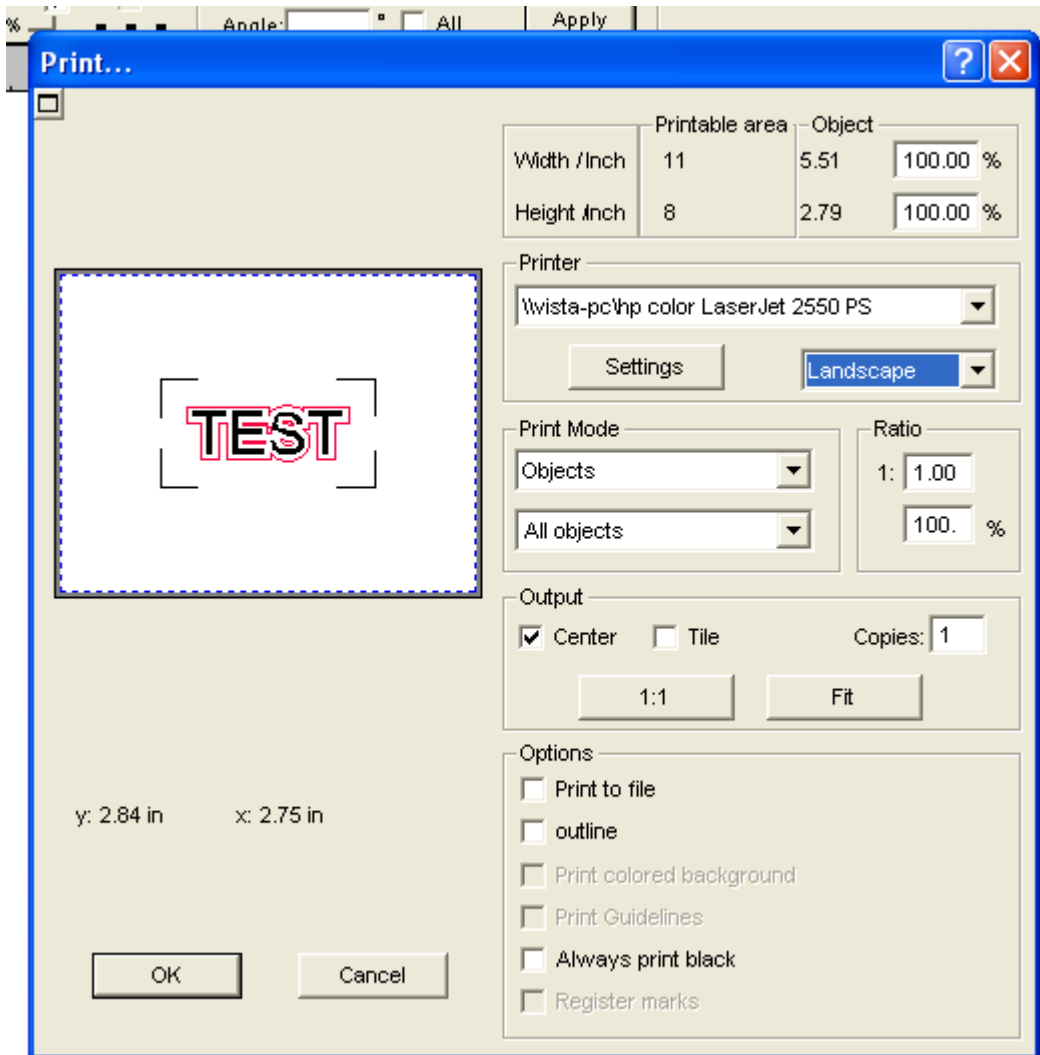 % Angle: ° All Apply
Print...
Printable area Object
Width /Inch 11 5.51 100.00 %
Height /Inch 8 2.79 100.00 %
Printer
\\vista-pc\hp color LaserJet 2550 PS
Settings Landscape
TEST
Print Mode Ratio
Objects 1: 1.00
All objects 100. %
Output
Center Tile Copies: 1
1:1 Fit
Options
Print to file
y: 2.84 in x: 2.75 in
outline
Print colored background
Print Guidelines
Always print black
OK Cancel
Register marks